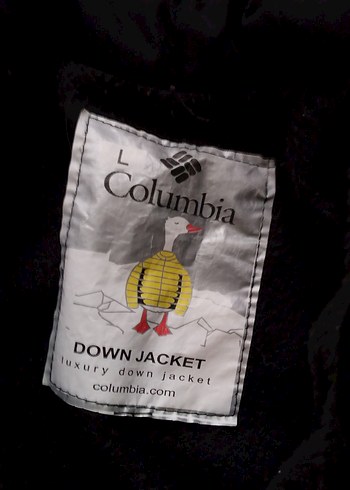 L
Columbia
DOWN JACKET
luxury down jacket
columbia.com